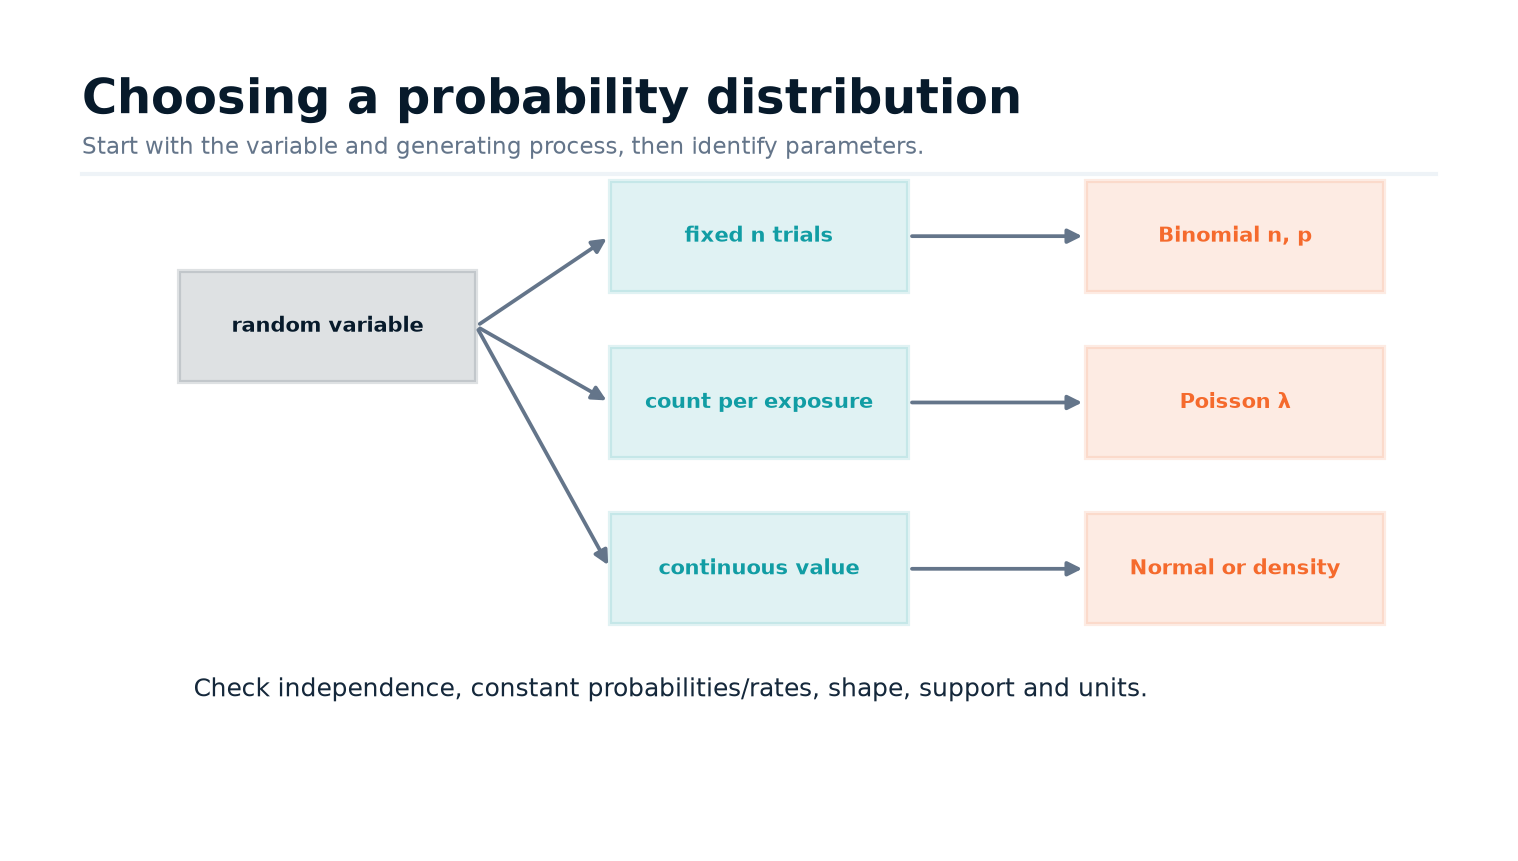 Choosing a probability distribution
Start with the variable and generating process, then identify parameters.
random variable
fixed n trials
Binomial n, p
count per exposure
Poisson λ
continuous value
Normal or density
Check independence, constant probabilities/rates, shape, support and units.